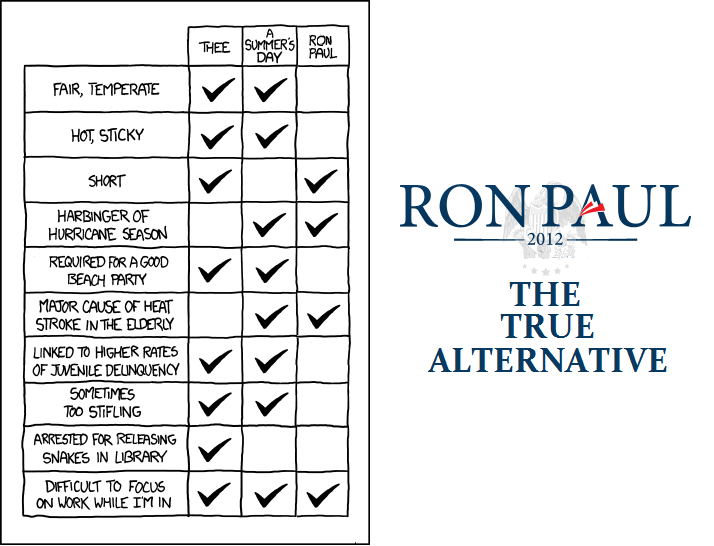 THEE
A
SUMMER'S
DAY
RON
PAUL
FAIR, TEMPERATE
HOT, STICKY
SHORT
HARBINGER OF
HURRICANE SEASON
REQUIRED FOR A GOOD
BEACH PARTY
MAJOR CAUSE OF HEAT
STROKE IN THE ELDERLY
LINKED TO HIGHER RATES
OF JUVENILE DELINQUENCY
SOMETIMES
TOO STIFLING
ARRESTED FOR RELEASING
SNAKES IN LIBRARY
DIFFICULT TO FOCUS
ON WORK WHILE I'M IN
RON PAUL
2012
THE
TRUE
ALTERNATIVE